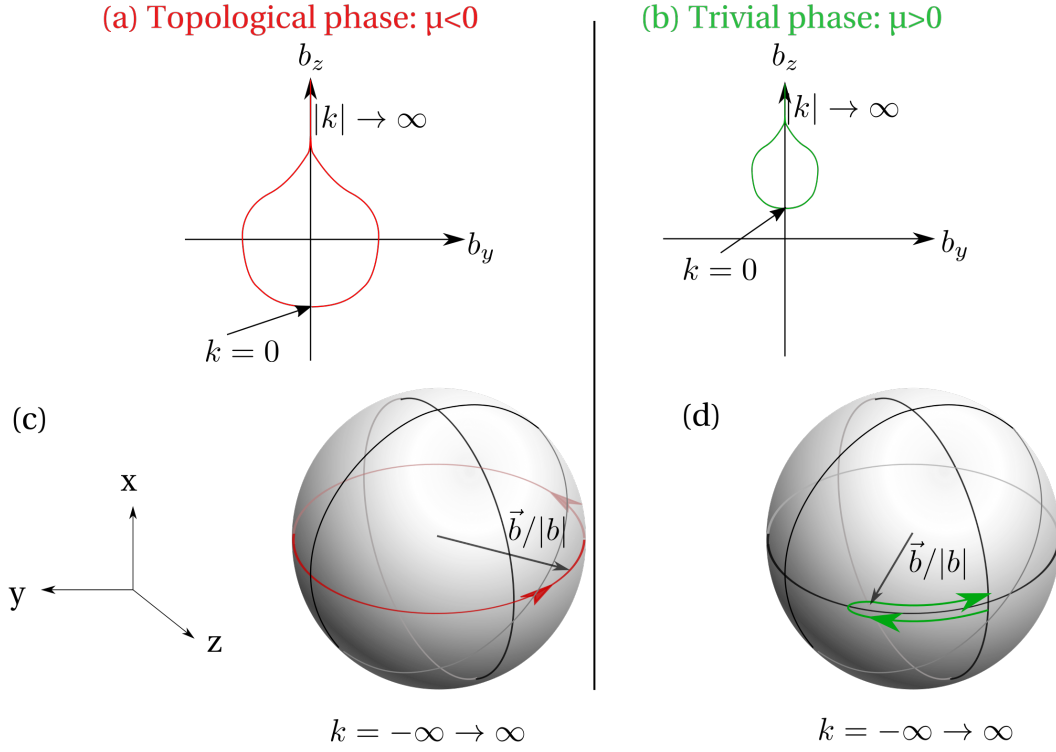 (a) Topological phase: μ<0
(b) Trivial phase: μ>0
b_z
|k| → ∞
b_y
k = 0
b_z
|k| → ∞
b_y
k = 0
(c)
x
y
z
b⃗/|b|
k = −∞ → ∞
(d)
b⃗/|b|
k = −∞ → ∞